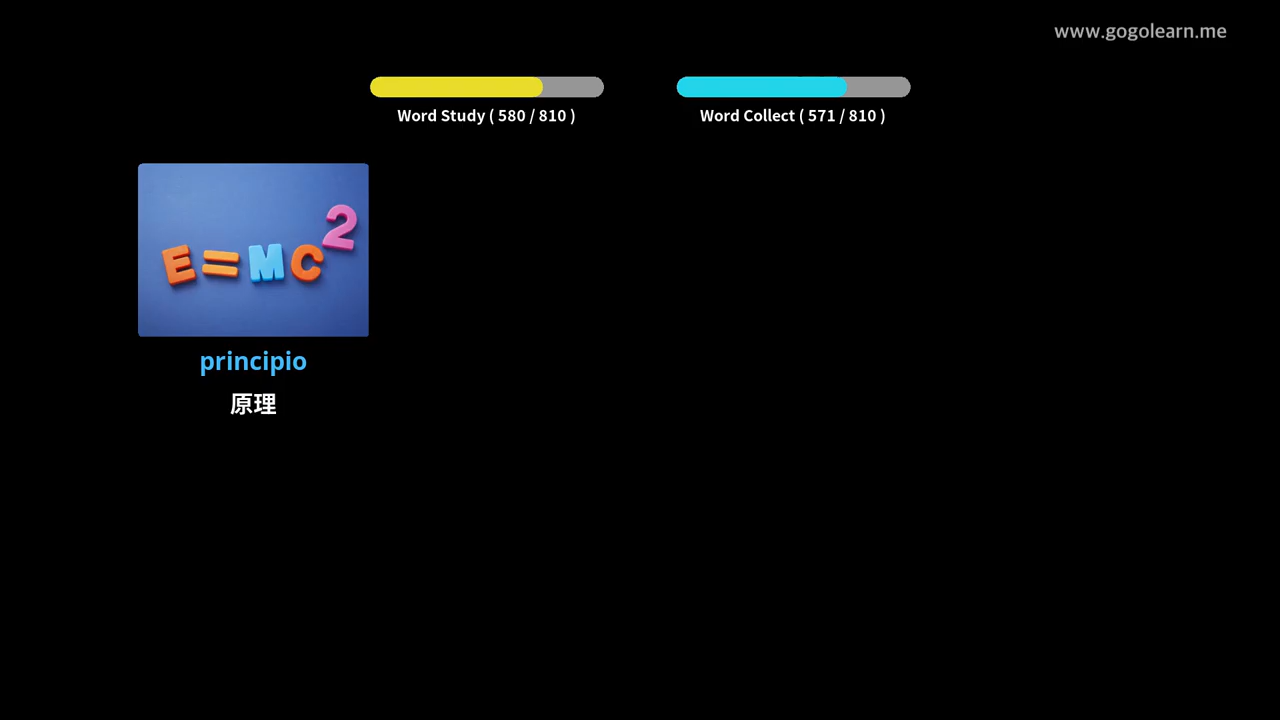 www.gogolearn.me
Word Study ( 580 / 810 )
Word Collect ( 571 / 810 )
E=MC²
principio
原理